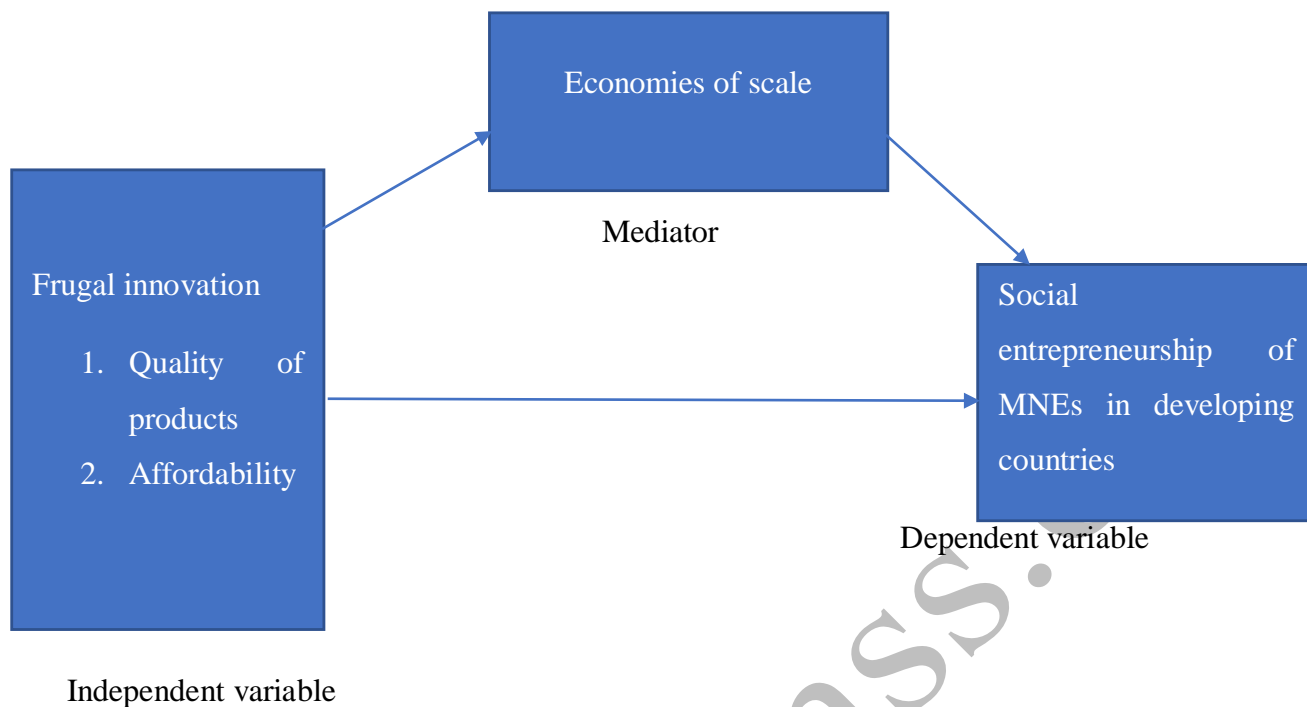 Economies of scale
Mediator
Frugal innovation
1. Quality of
products
2. Affordability
Independent variable
Social
entrepreneurship of
MNEs in developing
countries
Dependent variable
ass.